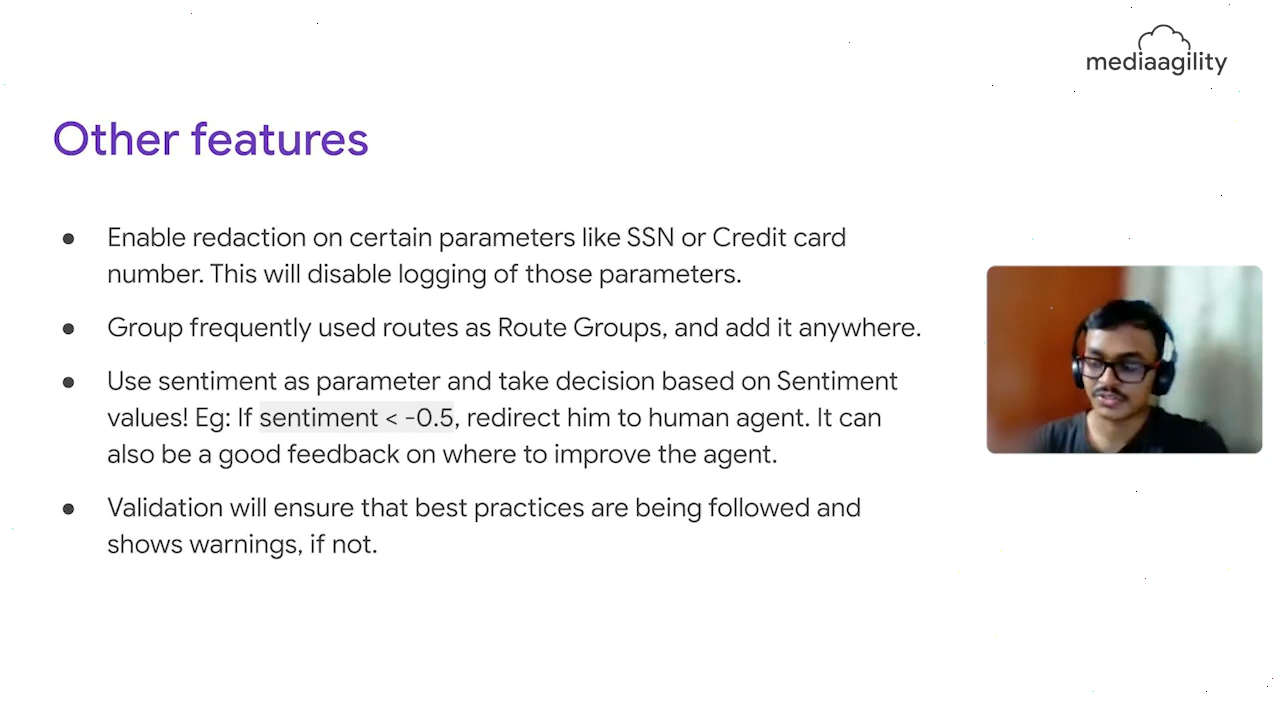 mediaagility
Other features
● Enable redaction on certain parameters like SSN or Credit card
number. This will disable logging of those parameters.
● Group frequently used routes as Route Groups, and add it anywhere.
● Use sentiment as parameter and take decision based on Sentiment
values! Eg: If sentiment < -0.5, redirect him to human agent. It can
also be a good feedback on where to improve the agent.
● Validation will ensure that best practices are being followed and
shows warnings, if not.